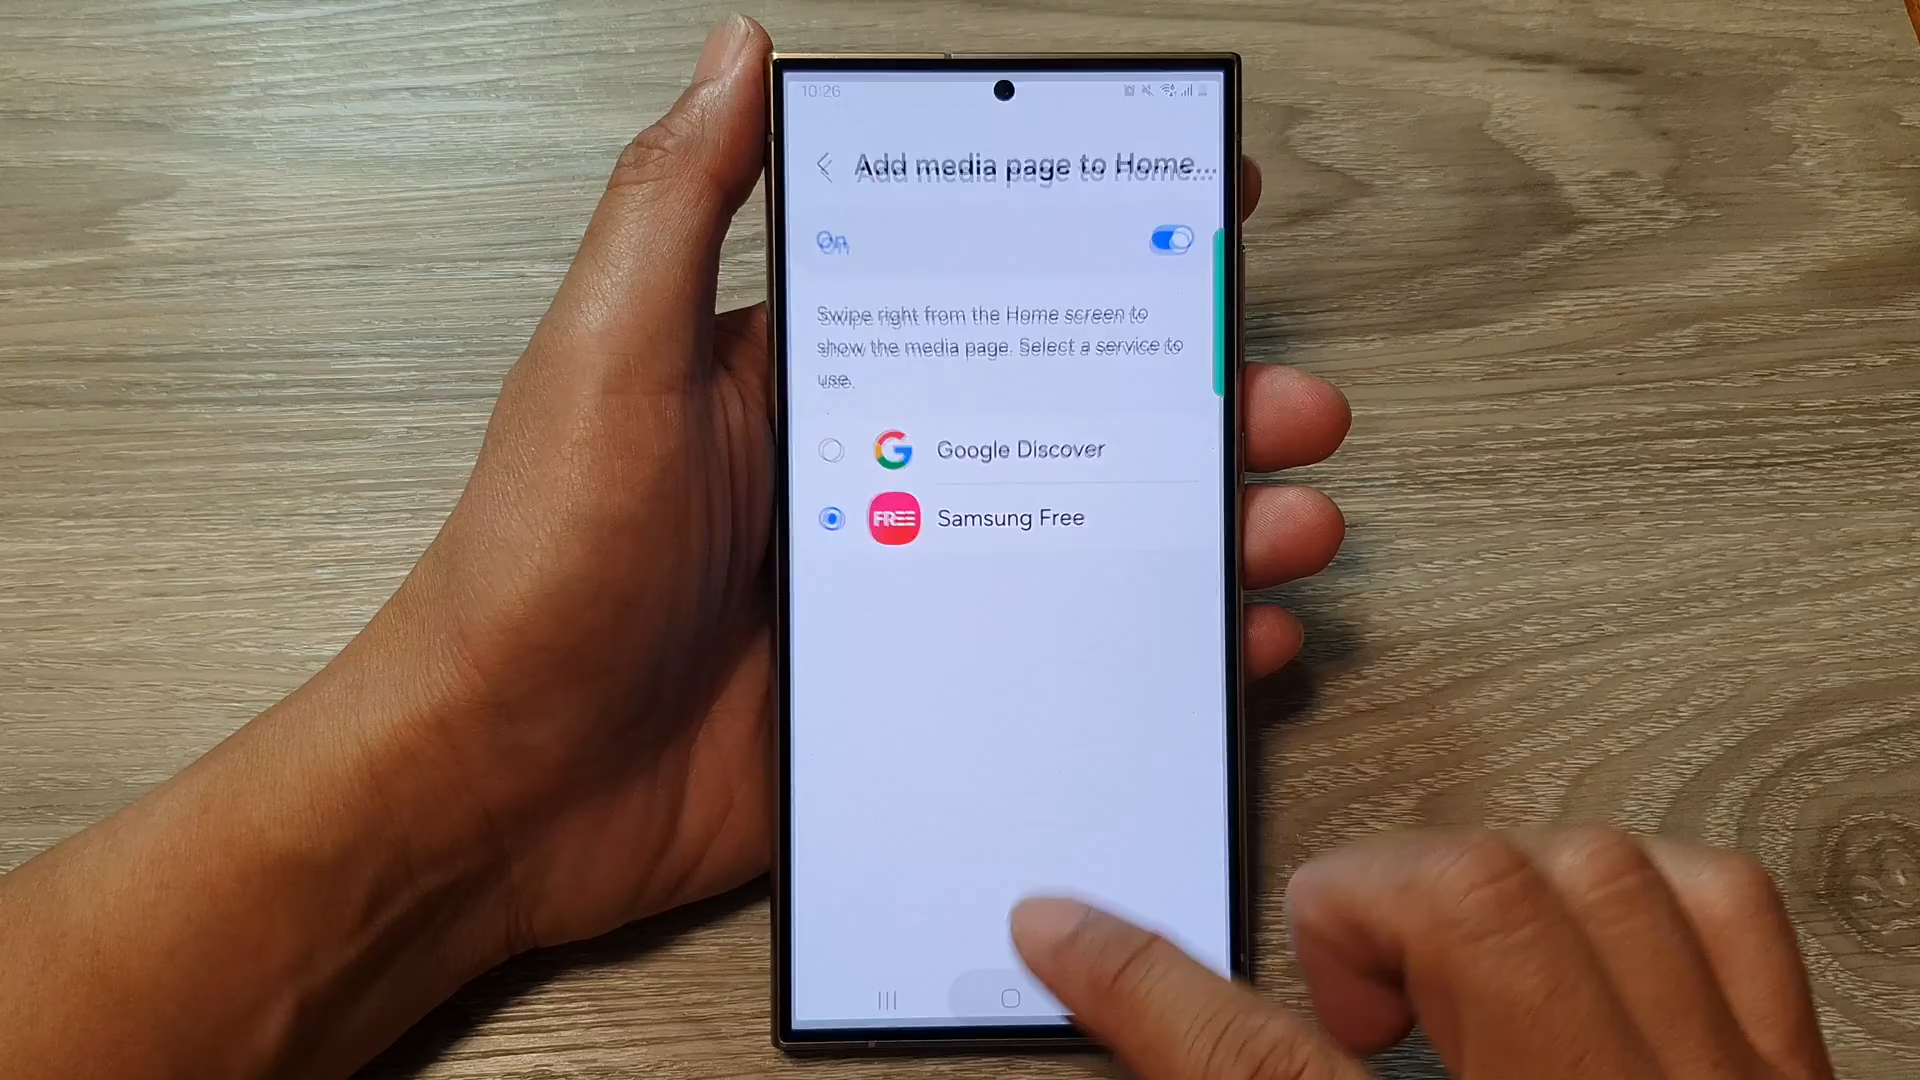 10:26
Add media page to Home...
On
Swipe right from the Home screen to
show the media page. Select a service to
use.
Google Discover
FREE Samsung Free